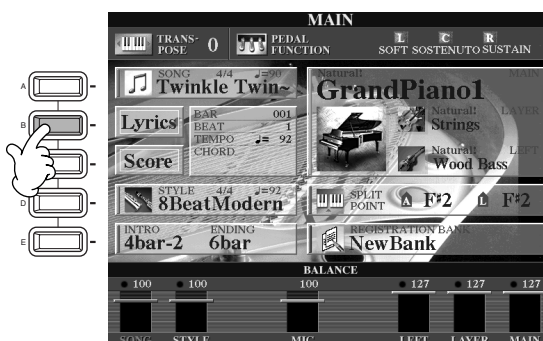 MAIN
TRANS-
POSE 0
PEDAL
FUNCTION
L C R
SOFT SOSTENUTO SUSTAIN
A
B
D
E
SONG 4/4 ♩=90
Twinkle Twin~
Lyrics
BAR 001
BEAT 1
TEMPO ♩= 92
CHORD
Score
STYLE 4/4 ♩=92
8BeatModern
INTRO ENDING
4bar-2 6bar
Natural! MAIN
GrandPiano1
Natural! LAYER
Strings
Natural! LEFT
Wood Bass
SPLIT
POINT A F#2 L F#2
REGISTRATION BANK
NewBank
BALANCE
100 100 100 127 127 127
SONG STYLE MIC LEFT LAYER MAIN